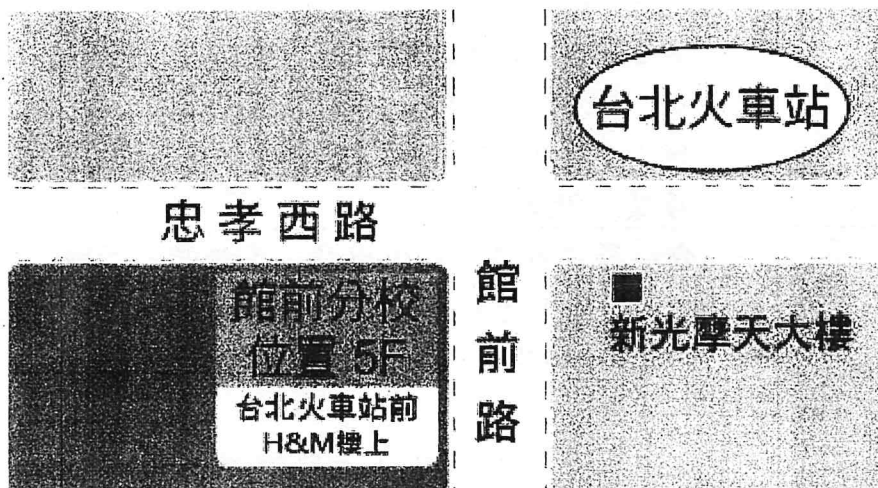 台北火車站
忠孝西路
館前分校
位置 5F
台北火車站前
H&M樓上
館前路
新光摩天大樓